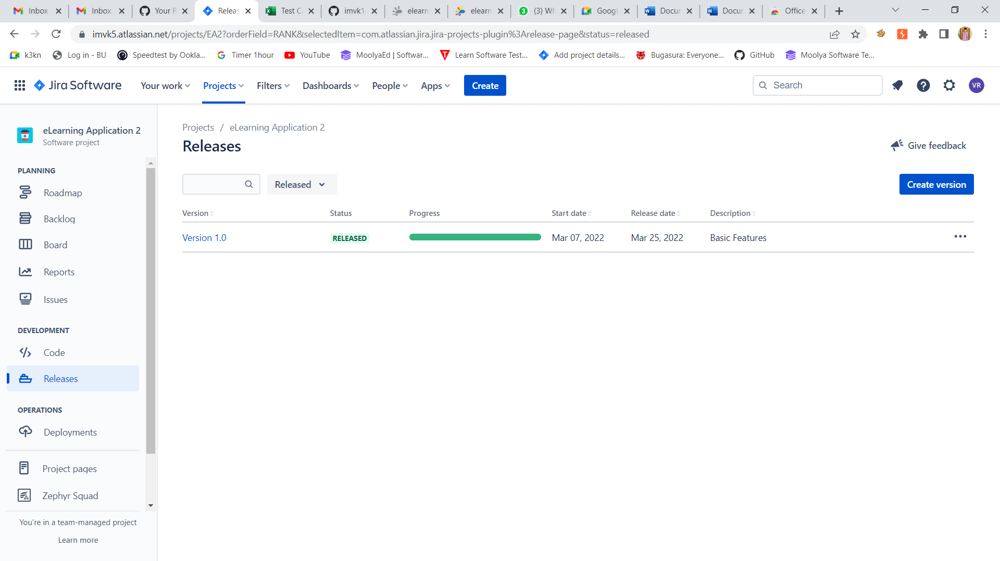 Inbox
Inbox
Your R
Releas
Test Ca
imvk14
elearn
elearn
(3) Wh
Googl
Docum
Docum
Office
imvk5.atlassian.net/projects/EA2?orderField=RANK&selectedItem=com.atlassian.jira.jira-projects-plugin%3Arelease-page&status=released
k3kn
Log in - BU
Speedtest by Ookla...
Timer 1hour
YouTube
MoolyaEd | Softwar...
Learn Software Test...
Add project details...
Bugasura: Everyone...
GitHub
Moolya Software Te...
Jira Software
Your work
Projects
Filters
Dashboards
People
Apps
Create
Search
VR
eLearning Application 2
Software project
PLANNING
Roadmap
Backlog
Board
Reports
Issues
DEVELOPMENT
Code
Releases
OPERATIONS
Deployments
Project pages
Zephyr Squad
You're in a team-managed project
Learn more
Projects / eLearning Application 2
Releases
Give feedback
Released
Create version
Version Status Progress Start date Release date Description
Version 1.0 RELEASED Mar 07, 2022 Mar 25, 2022 Basic Features